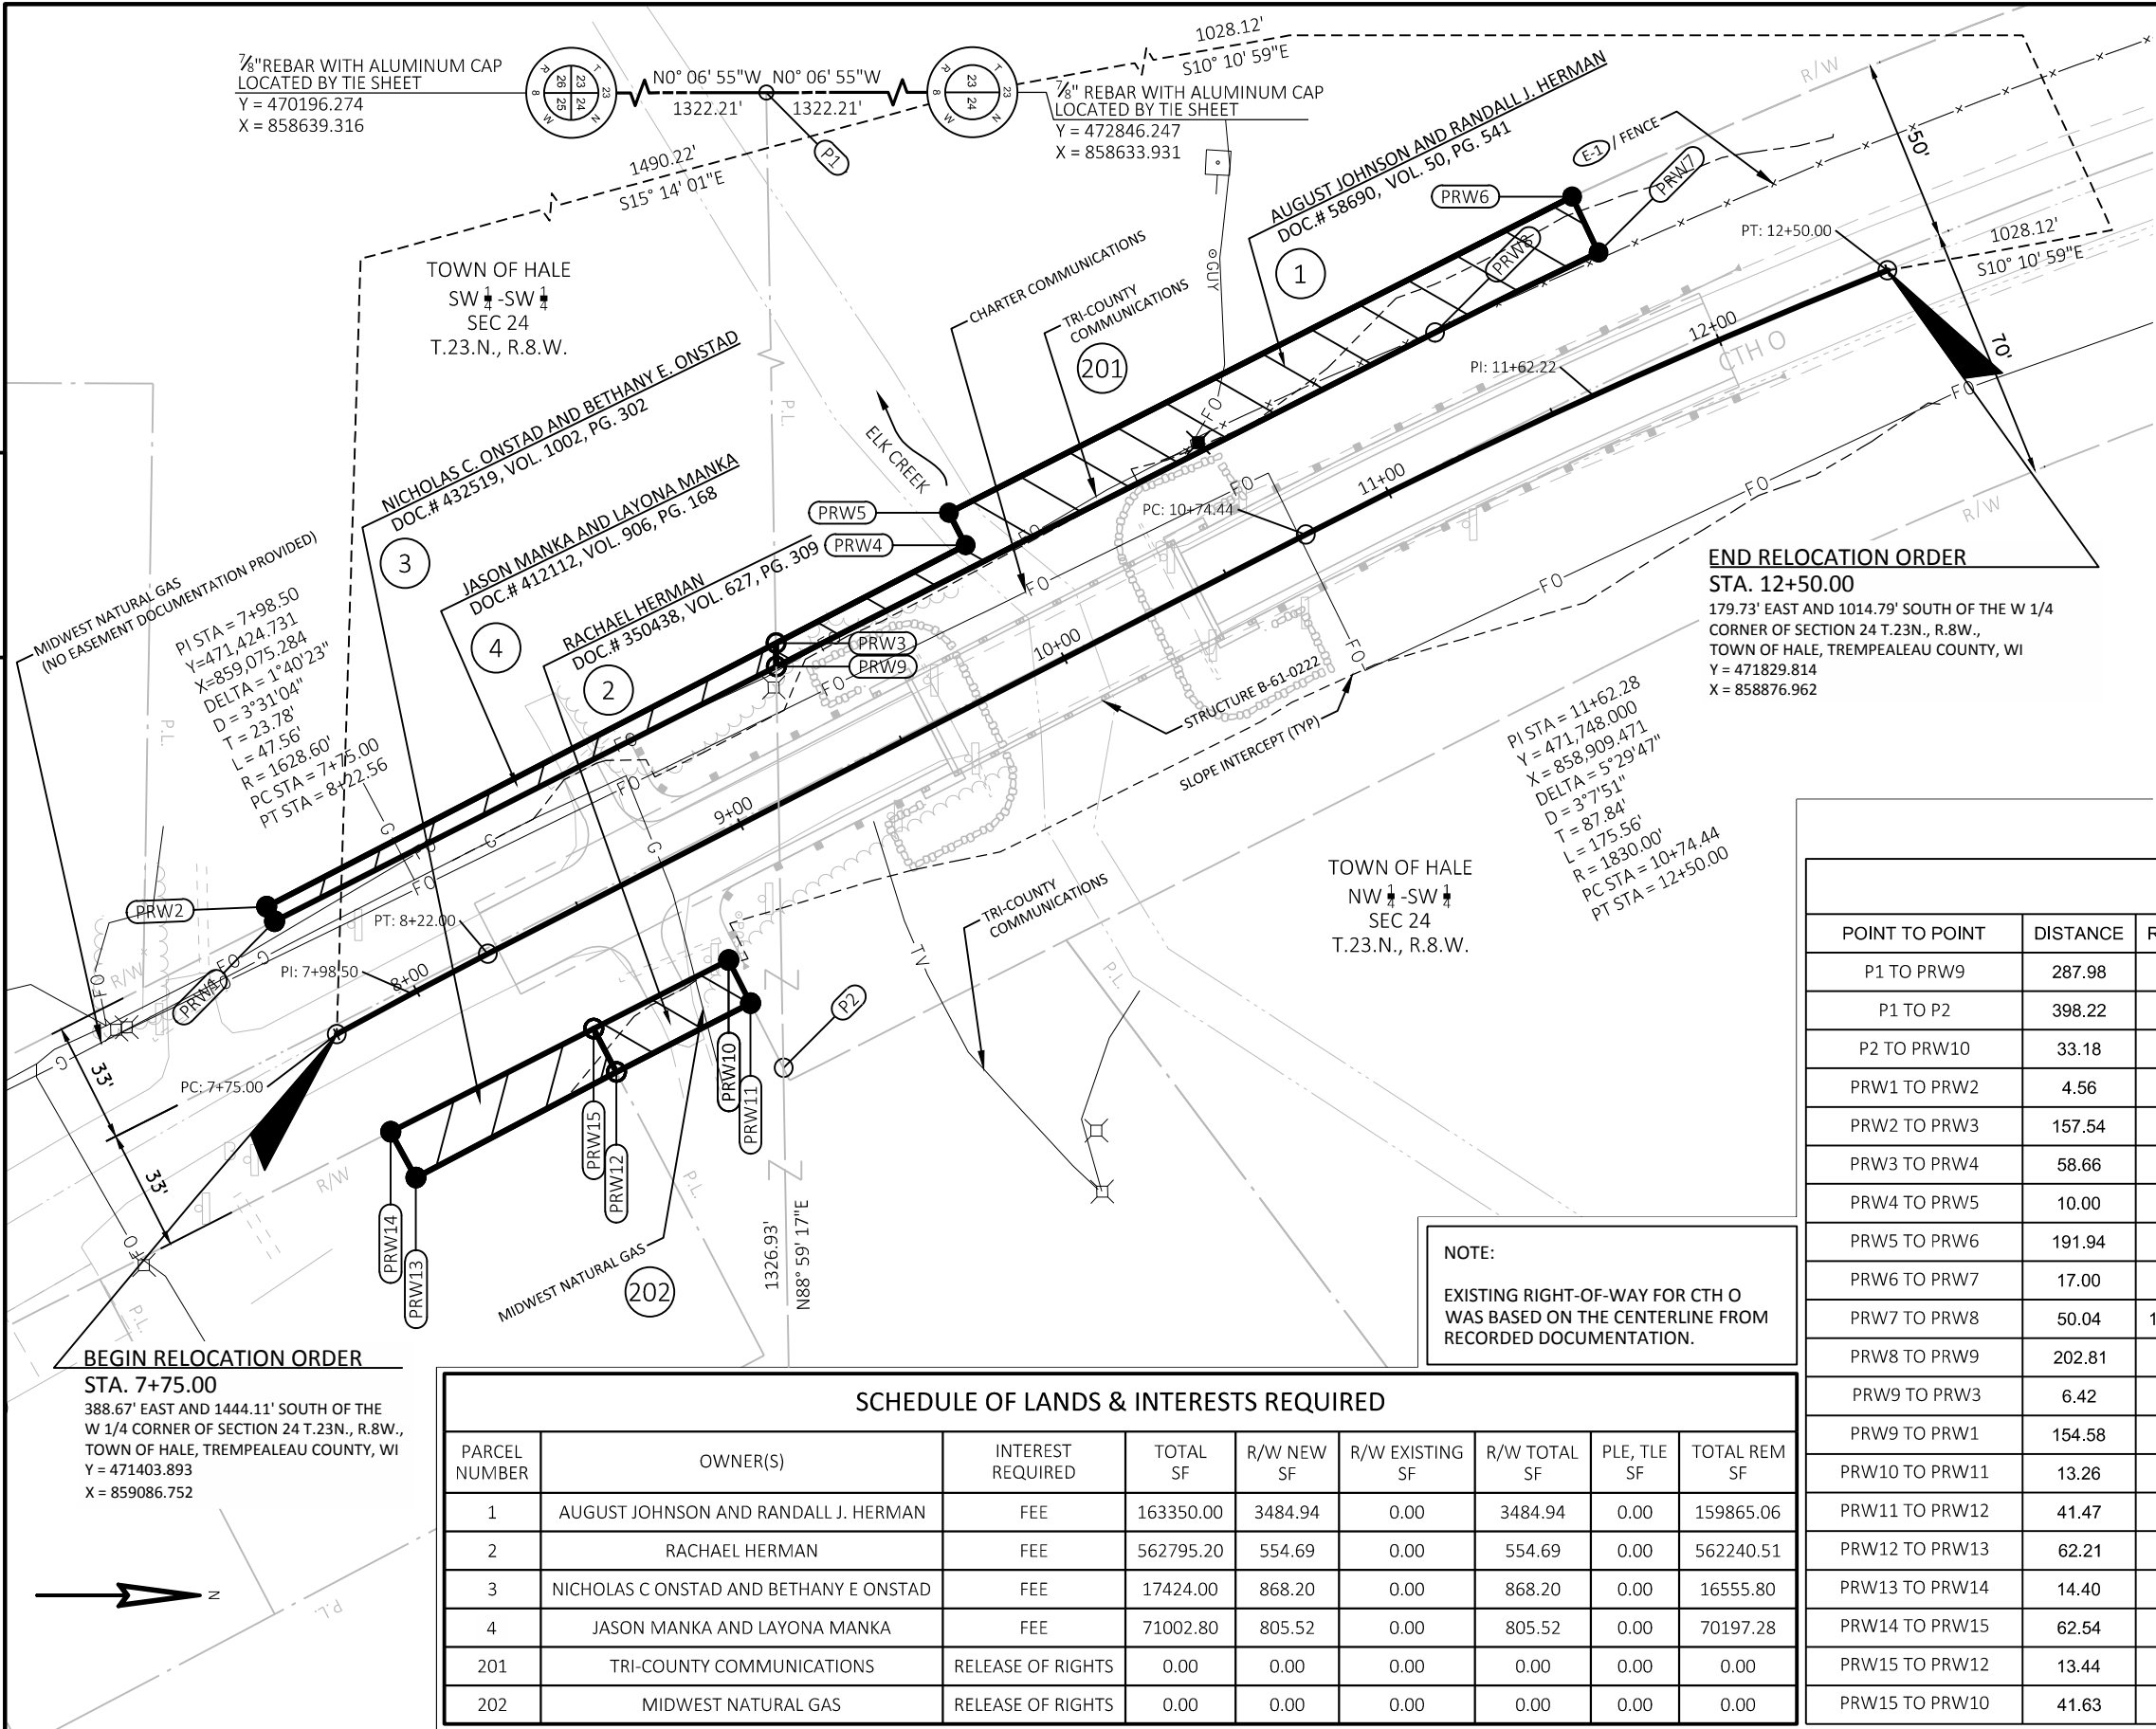 ⅞"REBAR WITH ALUMINUM CAP
LOCATED BY TIE SHEET
Y = 470196.274
X = 858639.316
R
T
8
23
W
N
26
23
25
24
N0° 06' 55"W
1322.21'
N0° 06' 55"W
1322.21'
P1
R
T
8
23
W
N
23
24
1028.12'
S10° 10' 59"E
⅞" REBAR WITH ALUMINUM CAP
LOCATED BY TIE SHEET
Y = 472846.247
X = 858633.931
1490.22'
S15° 14' 01"E
TOWN OF HALE
SW 1/4 -SW 1/4
SEC 24
T.23.N., R.8.W.
AUGUST JOHNSON AND RANDALL J. HERMAN
DOC.# 58690, VOL. 50, PG. 541
1
E-1 / FENCE
PRW6
PRW7
PRW8
R/W
50'
70'
PT: 12+50.00
1028.12'
S10° 10' 59"E
GUY
CHARTER COMMUNICATIONS
TRI-COUNTY
COMMUNICATIONS
201
12+00
CTH O
PI: 11+62.22
NICHOLAS C. ONSTAD AND BETHANY E. ONSTAD
DOC.# 432519, VOL. 1002, PG. 302
3
JASON MANKA AND LAYONA MANKA
DOC.# 412112, VOL. 906, PG. 168
4
RACHAEL HERMAN
DOC.# 350438, VOL. 627, PG. 309
2
P.L.
ELK CREEK
PRW5
PRW4
PRW3
PRW9
FO
FO
FO
FO
FO
FO
FO
FO
FO
PC: 10+74.44
11+00
10+00
9+00
R/W
END RELOCATION ORDER
STA. 12+50.00
179.73' EAST AND 1014.79' SOUTH OF THE W 1/4
CORNER OF SECTION 24 T.23N., R.8W.,
TOWN OF HALE, TREMPEALEAU COUNTY, WI
Y = 471829.814
X = 858876.962
MIDWEST NATURAL GAS
(NO EASEMENT DOCUMENTATION PROVIDED)
PI STA = 7+98.50
Y=471,424.731
X=859,075.284
DELTA = 1°40'23"
D = 3°31'04"
T = 23.78'
L = 47.56'
R = 1628.60'
PC STA = 7+75.00
PT STA = 8+22.56
P.L.
STRUCTURE B-61-0222
SLOPE INTERCEPT (TYP)
PI STA = 11+62.28
Y = 471,748.000
X = 858,909.471
DELTA = 5°29'47"
D = 3°7'51"
T = 87.84'
L = 175.56'
R = 1830.00'
PC STA = 10+74.44
PT STA = 12+50.00
TOWN OF HALE
NW 1/4 -SW 1/4
SEC 24
T.23.N., R.8.W.
TRI-COUNTY
COMMUNICATIONS
TV
P.L.
PRW2
PRW1
R/W
G
G
G
G
G
FO
FO
FO
FO
FO
FO
PT: 8+22.00
PI: 7+98.50
8+00
PC: 7+75.00
33'
33'
R/W
P.L.
P2
PRW10
PRW11
PRW15
PRW12
PRW14
PRW13
P.L.
1326.93'
N88° 59' 17"E
MIDWEST NATURAL GAS
202
BEGIN RELOCATION ORDER
STA. 7+75.00
388.67' EAST AND 1444.11' SOUTH OF THE
W 1/4 CORNER OF SECTION 24 T.23N., R.8W.,
TOWN OF HALE, TREMPEALEAU COUNTY, WI
Y = 471403.893
X = 859086.752
N
P.L.
NOTE:
EXISTING RIGHT-OF-WAY FOR CTH O
WAS BASED ON THE CENTERLINE FROM
RECORDED DOCUMENTATION.
SCHEDULE OF LANDS & INTERESTS REQUIRED
PARCEL NUMBER OWNER(S) INTEREST REQUIRED TOTAL SF R/W NEW SF R/W EXISTING SF R/W TOTAL SF PLE, TLE SF TOTAL REM SF
1 AUGUST JOHNSON AND RANDALL J. HERMAN FEE 163350.00 3484.94 0.00 3484.94 0.00 159865.06
2 RACHAEL HERMAN FEE 562795.20 554.69 0.00 554.69 0.00 562240.51
3 NICHOLAS C ONSTAD AND BETHANY E ONSTAD FEE 17424.00 868.20 0.00 868.20 0.00 16555.80
4 JASON MANKA AND LAYONA MANKA FEE 71002.80 805.52 0.00 805.52 0.00 70197.28
201 TRI-COUNTY COMMUNICATIONS RELEASE OF RIGHTS 0.00 0.00 0.00 0.00 0.00 0.00
202 MIDWEST NATURAL GAS RELEASE OF RIGHTS 0.00 0.00 0.00 0.00 0.00 0.00
POINT TO POINT DISTANCE R
P1 TO PRW9 287.98
P1 TO P2 398.22
P2 TO PRW10 33.18
PRW1 TO PRW2 4.56
PRW2 TO PRW3 157.54
PRW3 TO PRW4 58.66
PRW4 TO PRW5 10.00
PRW5 TO PRW6 191.94
PRW6 TO PRW7 17.00
PRW7 TO PRW8 50.04 1
PRW8 TO PRW9 202.81
PRW9 TO PRW3 6.42
PRW9 TO PRW1 154.58
PRW10 TO PRW11 13.26
PRW11 TO PRW12 41.47
PRW12 TO PRW13 62.21
PRW13 TO PRW14 14.40
PRW14 TO PRW15 62.54
PRW15 TO PRW12 13.44
PRW15 TO PRW10 41.63